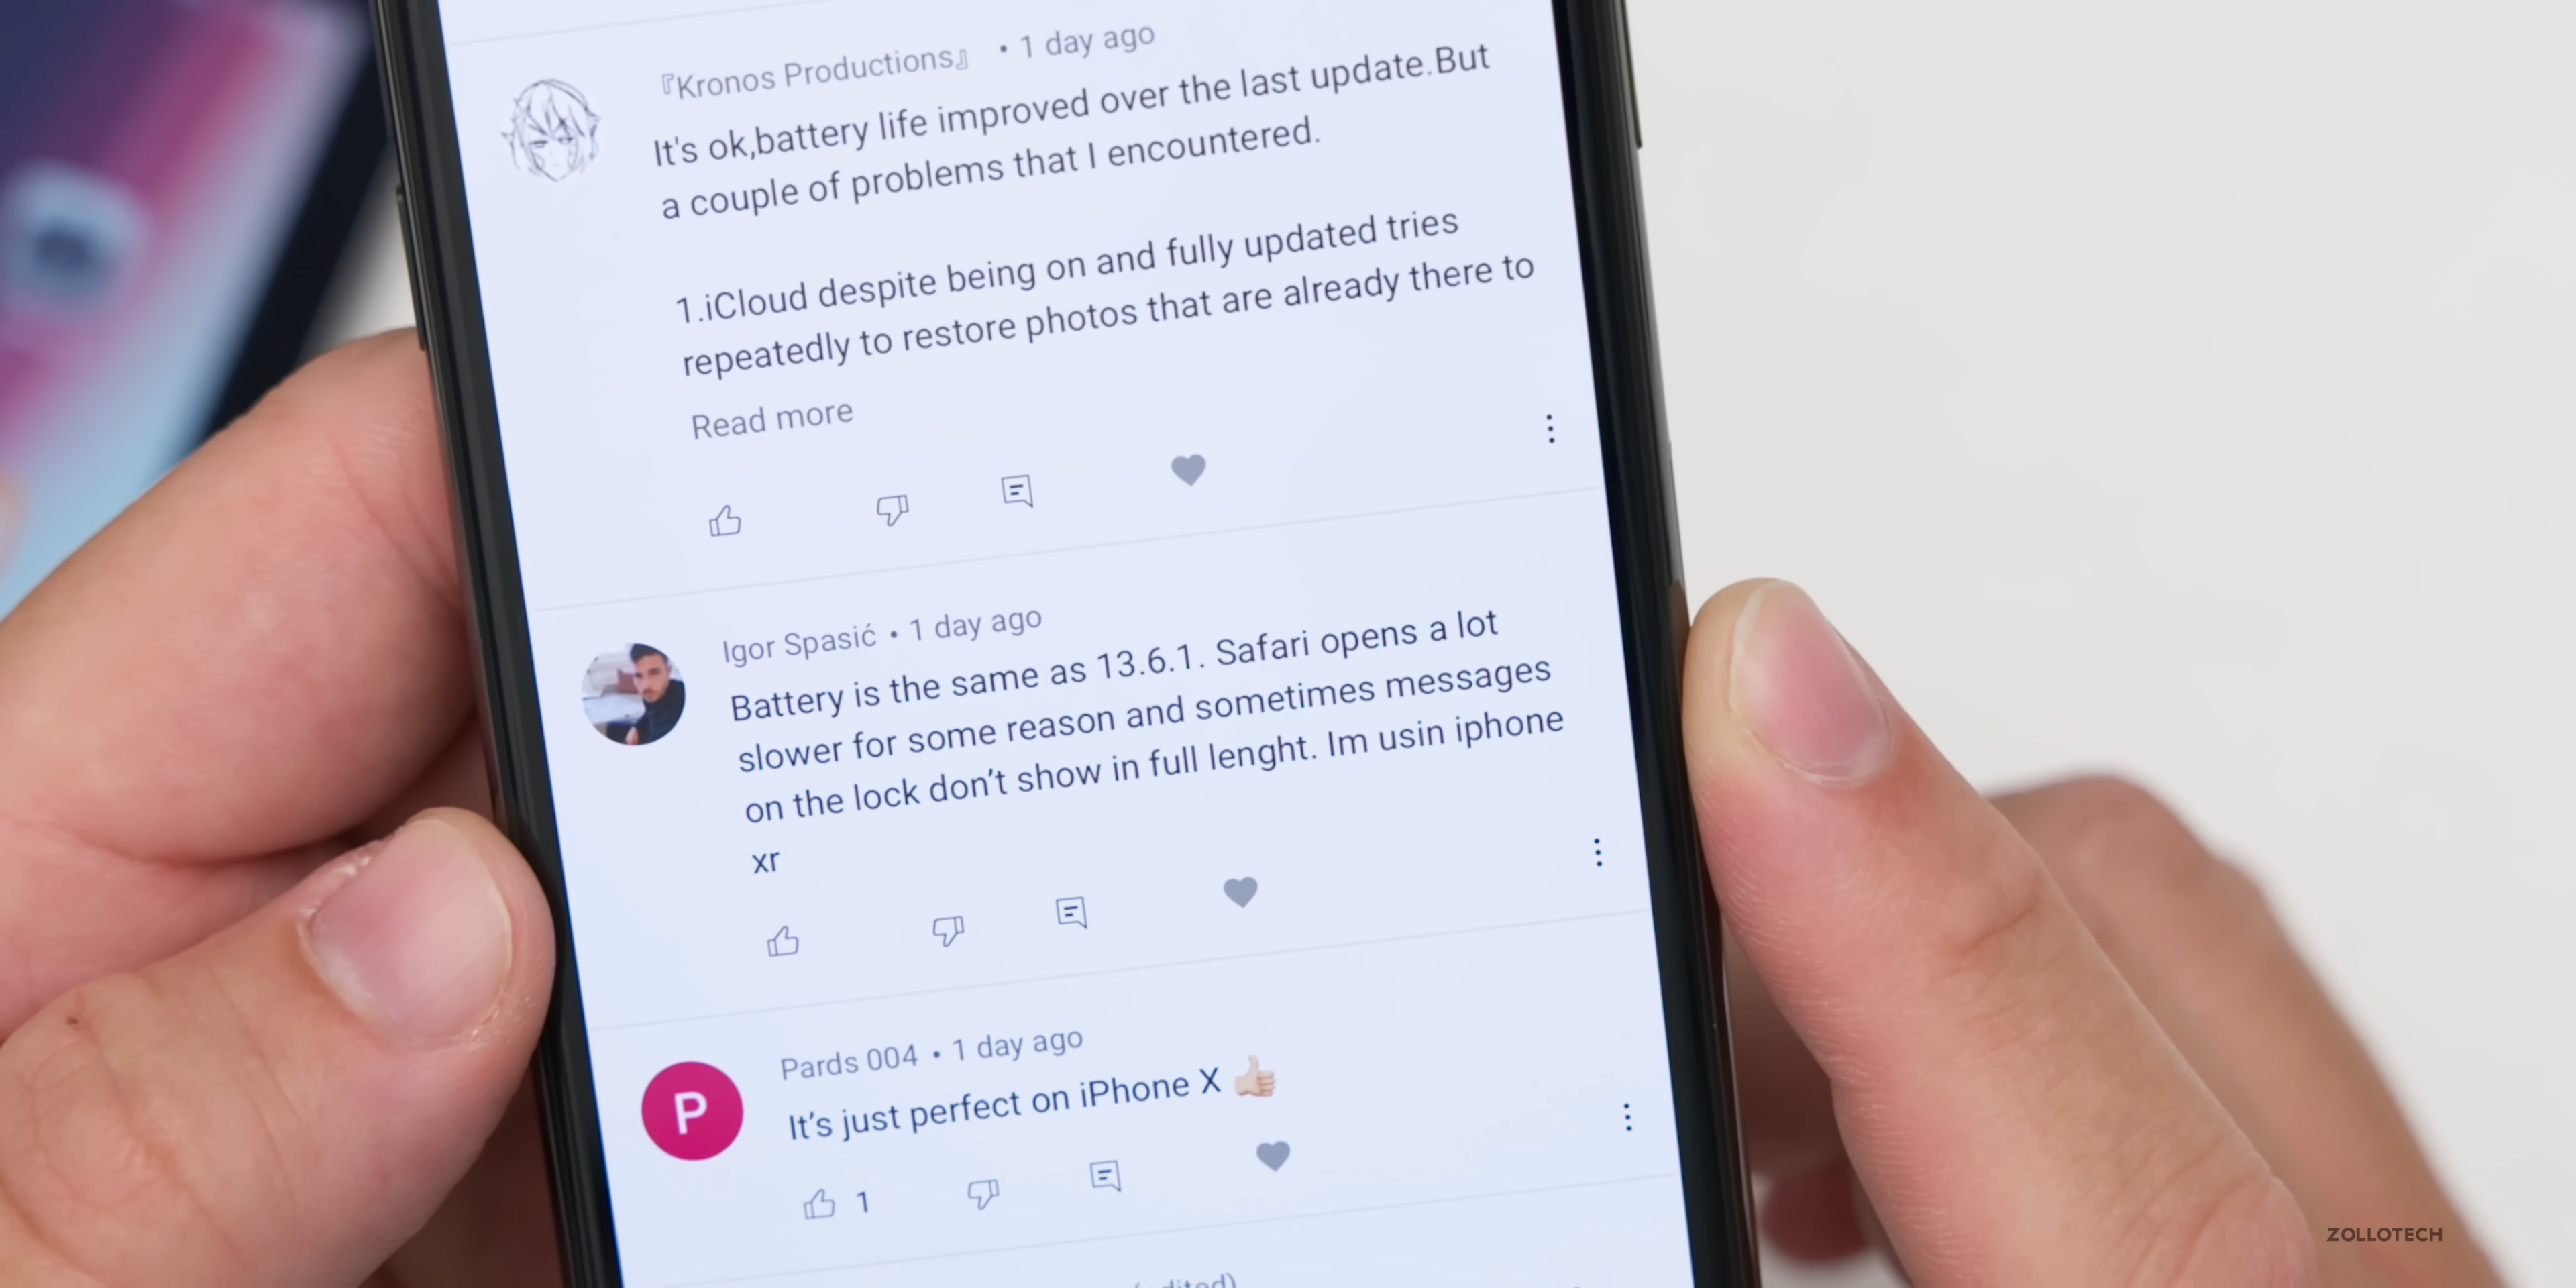 『Kronos Productions』 • 1 day ago
It's ok,battery life improved over the last update.But
a couple of problems that I encountered.
1.iCloud despite being on and fully updated tries
repeatedly to restore photos that are already there to
Read more
Igor Spasić • 1 day ago
Battery is the same as 13.6.1. Safari opens a lot
slower for some reason and sometimes messages
on the lock don’t show in full lenght. Im usin iphone
xr
P
Pards 004 • 1 day ago
It’s just perfect on iPhone X 👍🏻
1
ZOLLOTECH